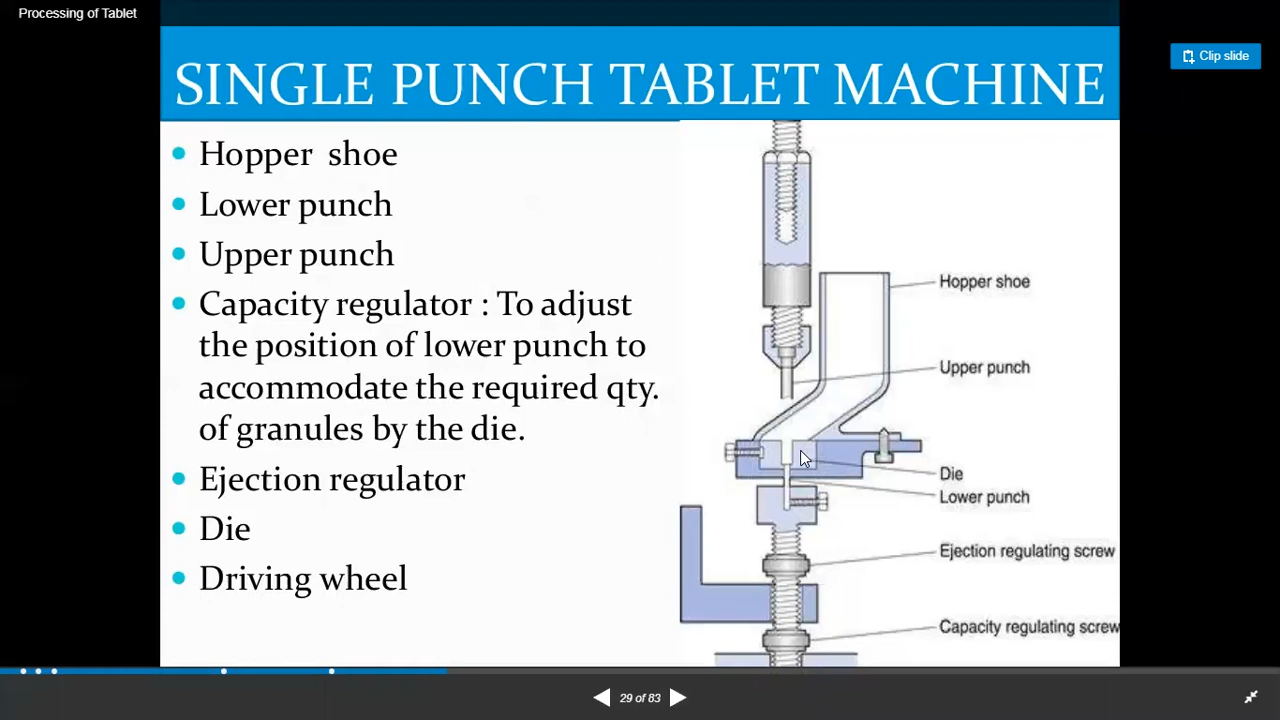 Processing of Tablet
Clip slide
SINGLE PUNCH TABLET MACHINE
Hopper shoe
Lower punch
Upper punch
Capacity regulator : To adjust
the position of lower punch to
accommodate the required qty.
of granules by the die.
Ejection regulator
Die
Driving wheel
Hopper shoe
Upper punch
Die
Lower punch
Ejection regulating screw
Capacity regulating screw
29 of 83